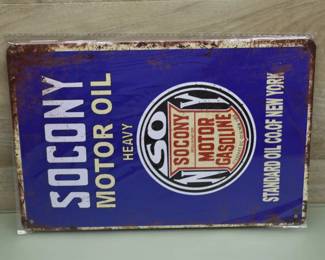 SOCONY
MOTOR OIL
HEAVY
SO
N Y
SOCONY
MOTOR
GASOLINE
STANDARD OIL CO.OF NEW YORK